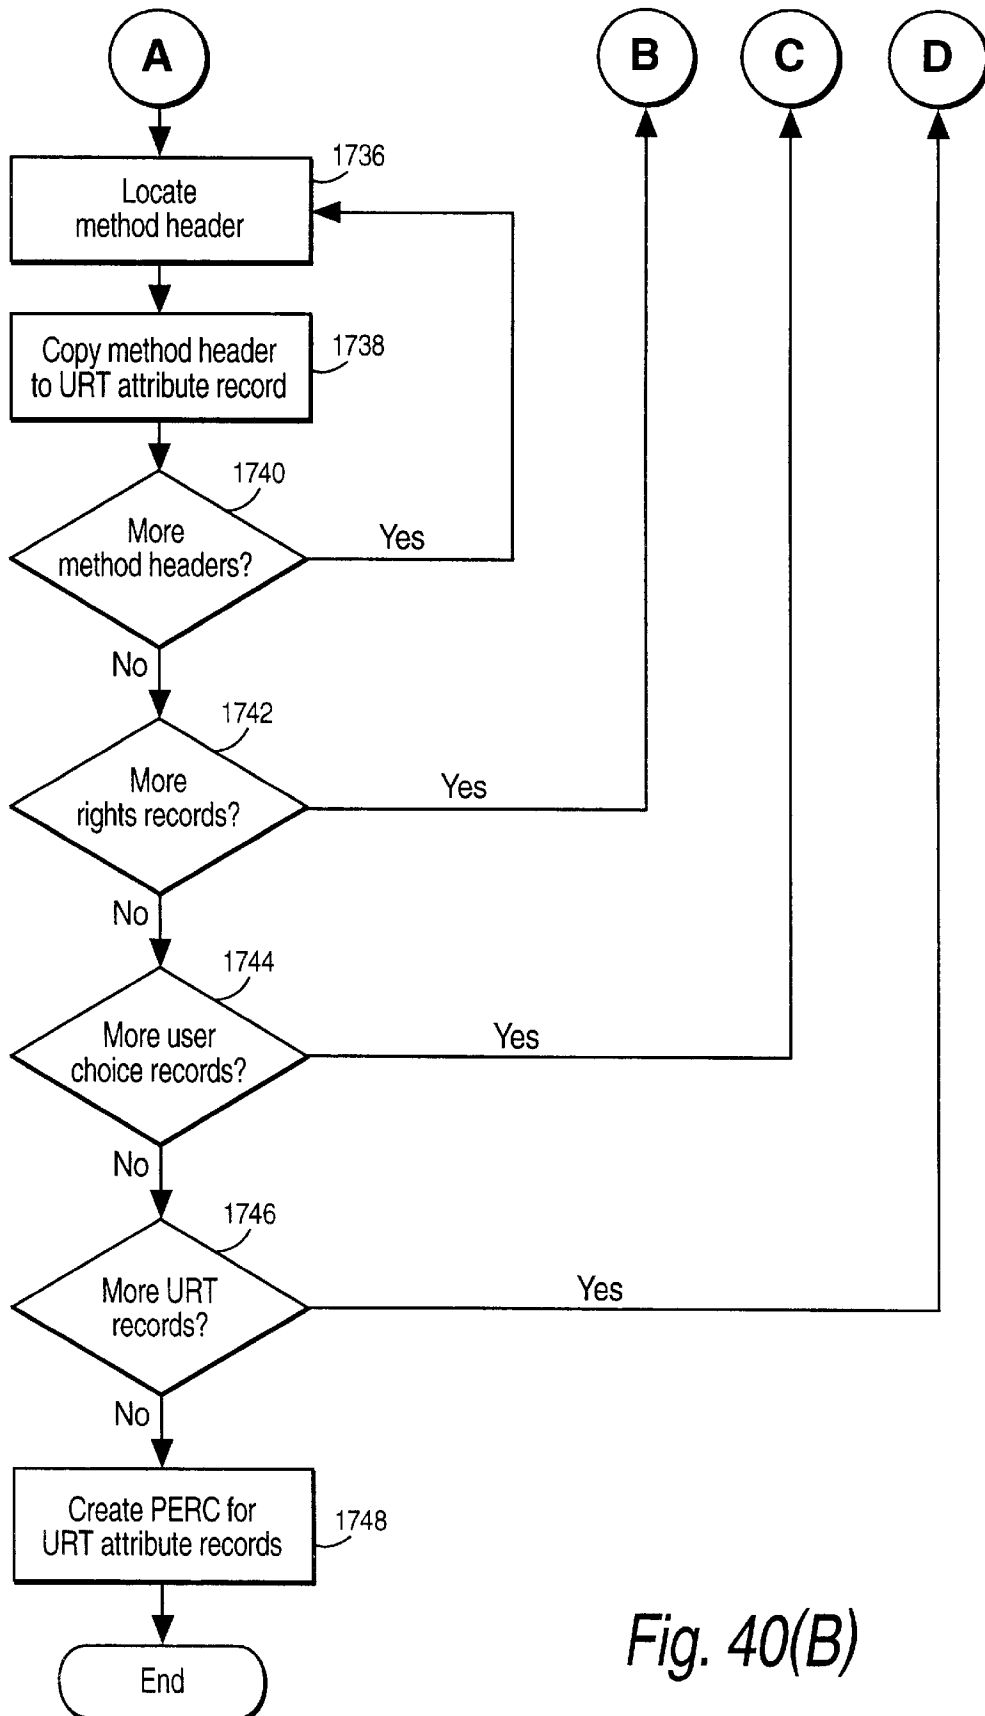 A
B
C
D
1736
Locate
method header
1738
Copy method header
to URT attribute record
1740
More
method headers?
Yes
No
1742
More
rights records?
Yes
No
1744
More user
choice records?
Yes
No
1746
More URT
records?
Yes
No
Create PERC for
URT attribute records
1748
End
Fig. 40(B)